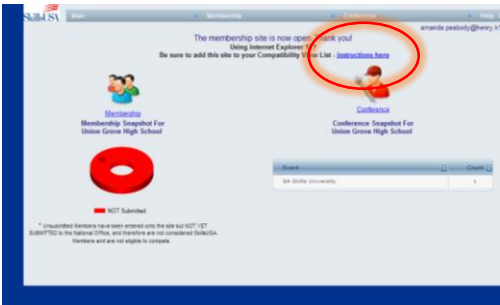 SkillsUSA
Main
Membership
Conference
Help
amanda.peabody@henry.k1
The membership site is now open. Thank you!
Using Internet Explorer
Be sure to add this site to your Compatibility View List - Instructions here
Membership
Membership Snapshot For
Union Grove High School
Conference
Conference Snapshot For
Union Grove High School
Event
Count
GA Skills University
1
NOT Submitted
* Unsubmitted Members have been entered onto the site but NOT YET
SUBMITTED to the National Office, and therefore are not considered SkillsUSA
Members and are not eligible to compete.